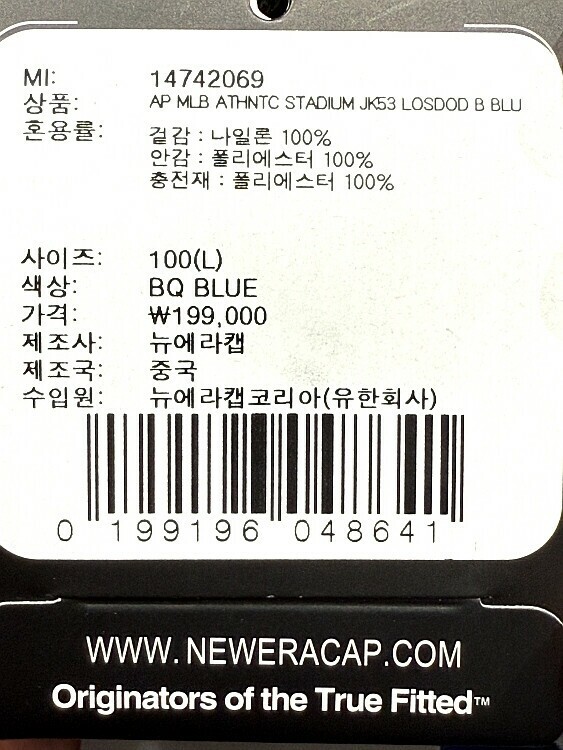 MI: 14742069
상품: AP MLB ATHNTC STADIUM JK53 LOSDOD B BLU
혼용률: 겉감 : 나일론 100%
안감 : 폴리에스터 100%
충전재 : 폴리에스터 100%
사이즈: 100(L)
색상: BQ BLUE
가격: ₩199,000
제조사: 뉴에라캡
제조국: 중국
수입원: 뉴에라캡코리아(유한회사)
0 199196 048641
WWW.NEWERACAP.COM
Originators of the True Fitted™